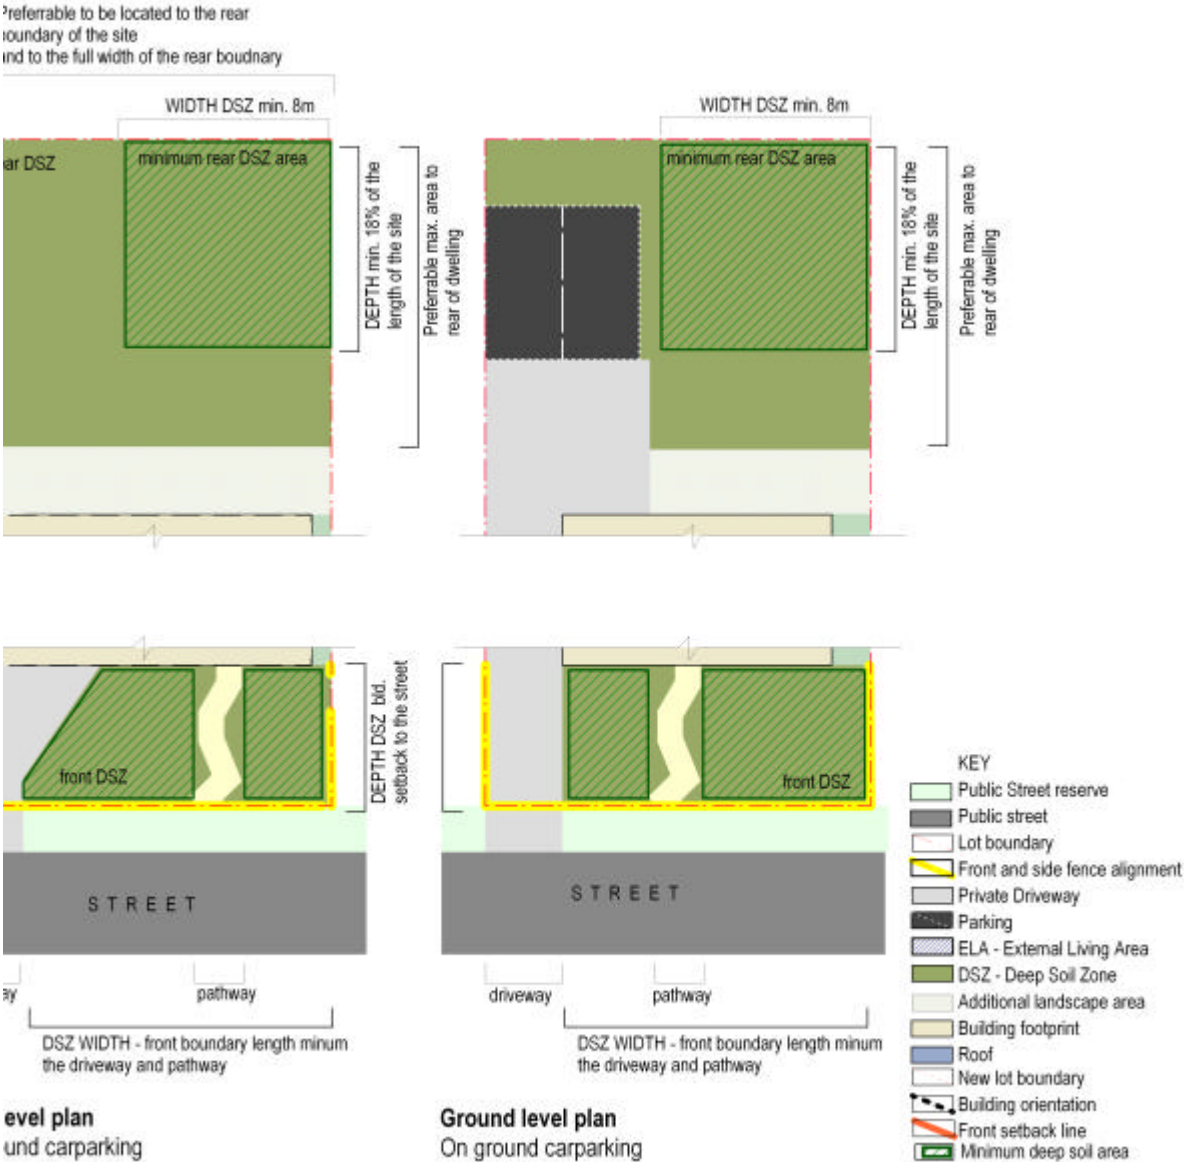 Preferrable to be located to the rear
boundary of the site
and to the full width of the rear boudnary
WIDTH DSZ min. 8m
WIDTH DSZ min. 8m
ar DSZ
minimum rear DSZ area
DEPTH min. 18% of the
length of the site
Preferrable max. area to
rear of dwelling
minimum rear DSZ area
DEPTH min. 18% of the
length of the site
Preferrable max. area to
rear of dwelling
front DSZ
DEPTH DSZ bld.
setback to the street
front DSZ
STREET
STREET
ay
pathway
driveway
pathway
DSZ WIDTH - front boundary length minum
the driveway and pathway
DSZ WIDTH - front boundary length minum
the driveway and pathway
evel plan
und carparking
Ground level plan
On ground carparking
KEY
Public Street reserve
Public street
Lot boundary
Front and side fence alignment
Private Driveway
Parking
ELA - External Living Area
DSZ - Deep Soil Zone
Additional landscape area
Building footprint
Roof
New lot boundary
Building orientation
Front setback line
Minimum deep soil area